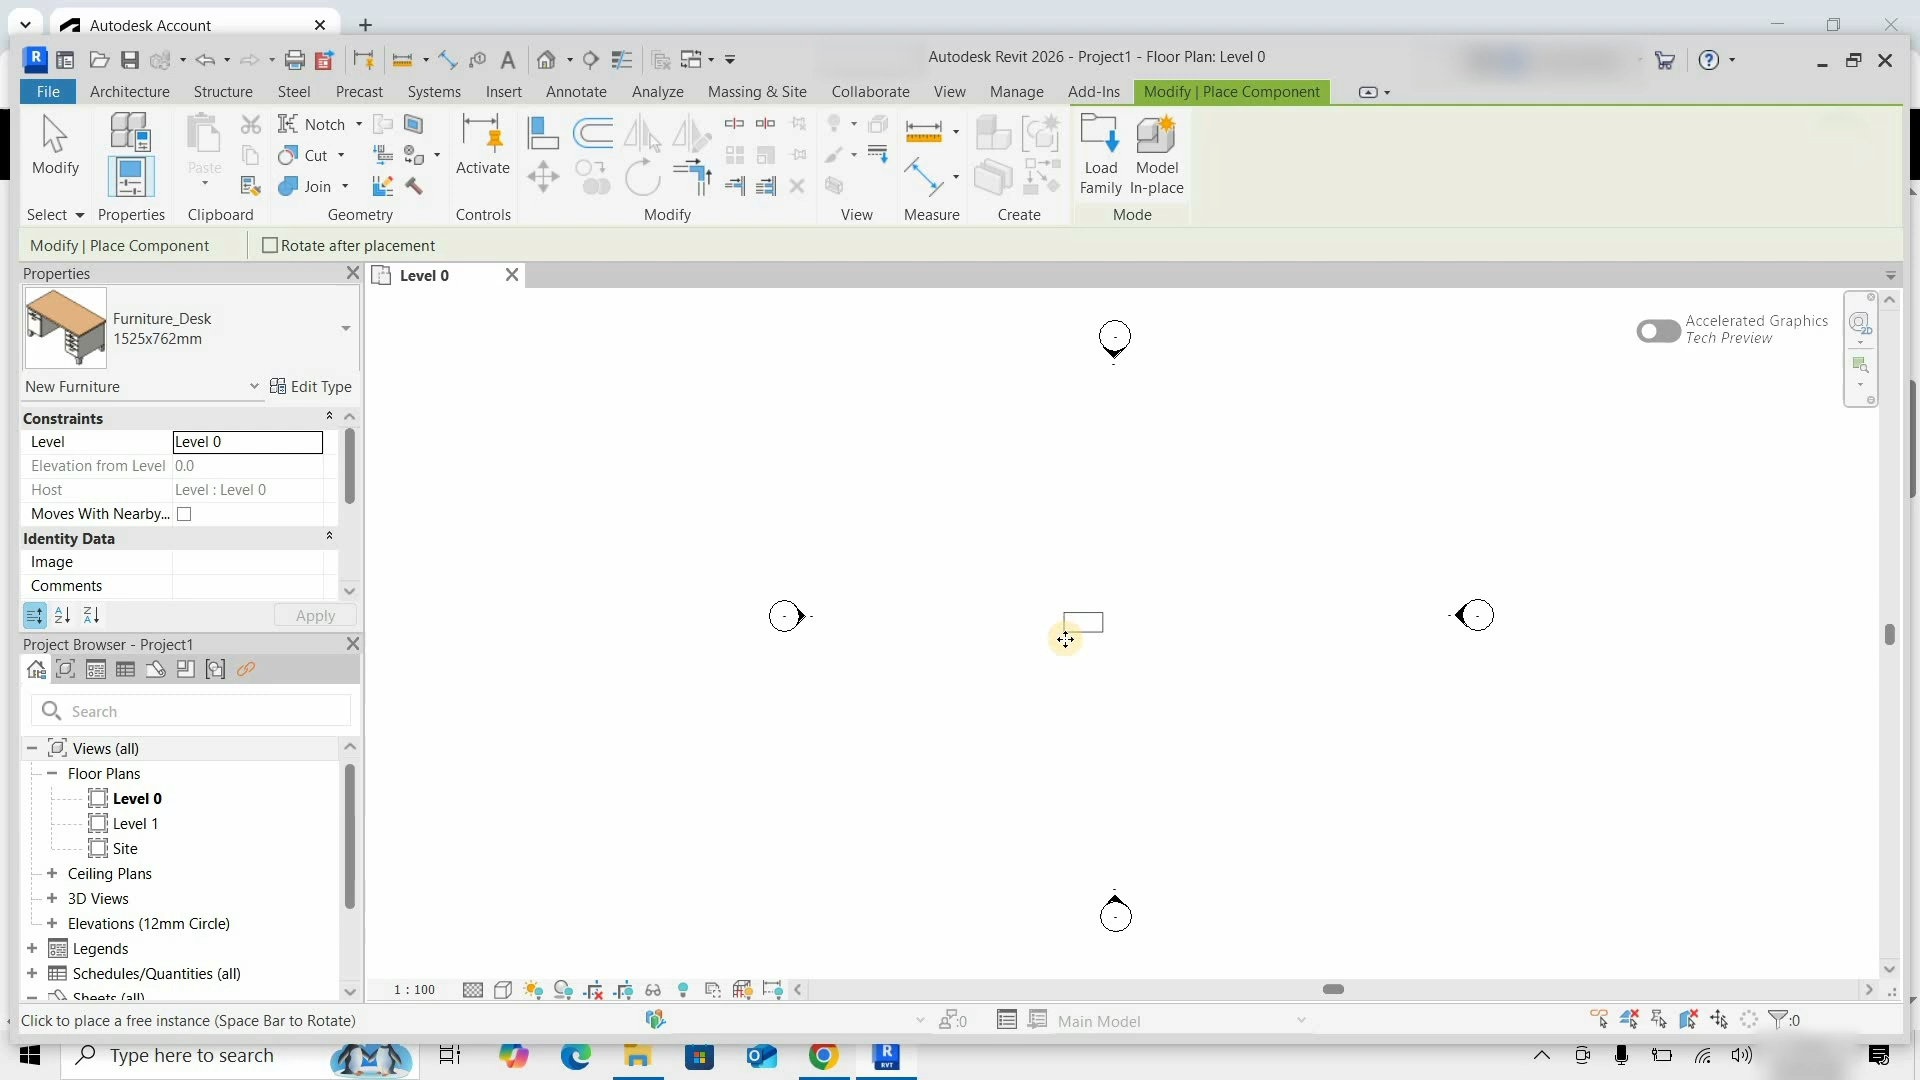 Autodesk Account
Autodesk Revit 2026 - Project1 - Floor Plan: Level 0
File Architecture Structure Steel Precast Systems Insert Annotate Analyze Massing & Site Collaborate View Manage Add-Ins Modify | Place Component
Modify
Paste
Notch
Cut
Join
Activate
Load Family
Model In-place
Select Properties Clipboard Geometry Controls Modify View Measure Create Mode
Modify | Place Component Rotate after placement
Properties
Level 0
Furniture_Desk
1525x762mm
New Furniture Edit Type
Constraints
Level Level 0
Elevation from Level 0.0
Host Level : Level 0
Moves With Nearby...
Identity Data
Image
Comments
Apply
Accelerated Graphics
Tech Preview
2D
Project Browser - Project1
Search
Views (all)
Floor Plans
Level 0
Level 1
Site
Ceiling Plans
3D Views
Elevations (12mm Circle)
Legends
Schedules/Quantities (all)
Sheets (all)
1 : 100
Click to place a free instance (Space Bar to Rotate)
:0
Main Model
:0
Type here to search